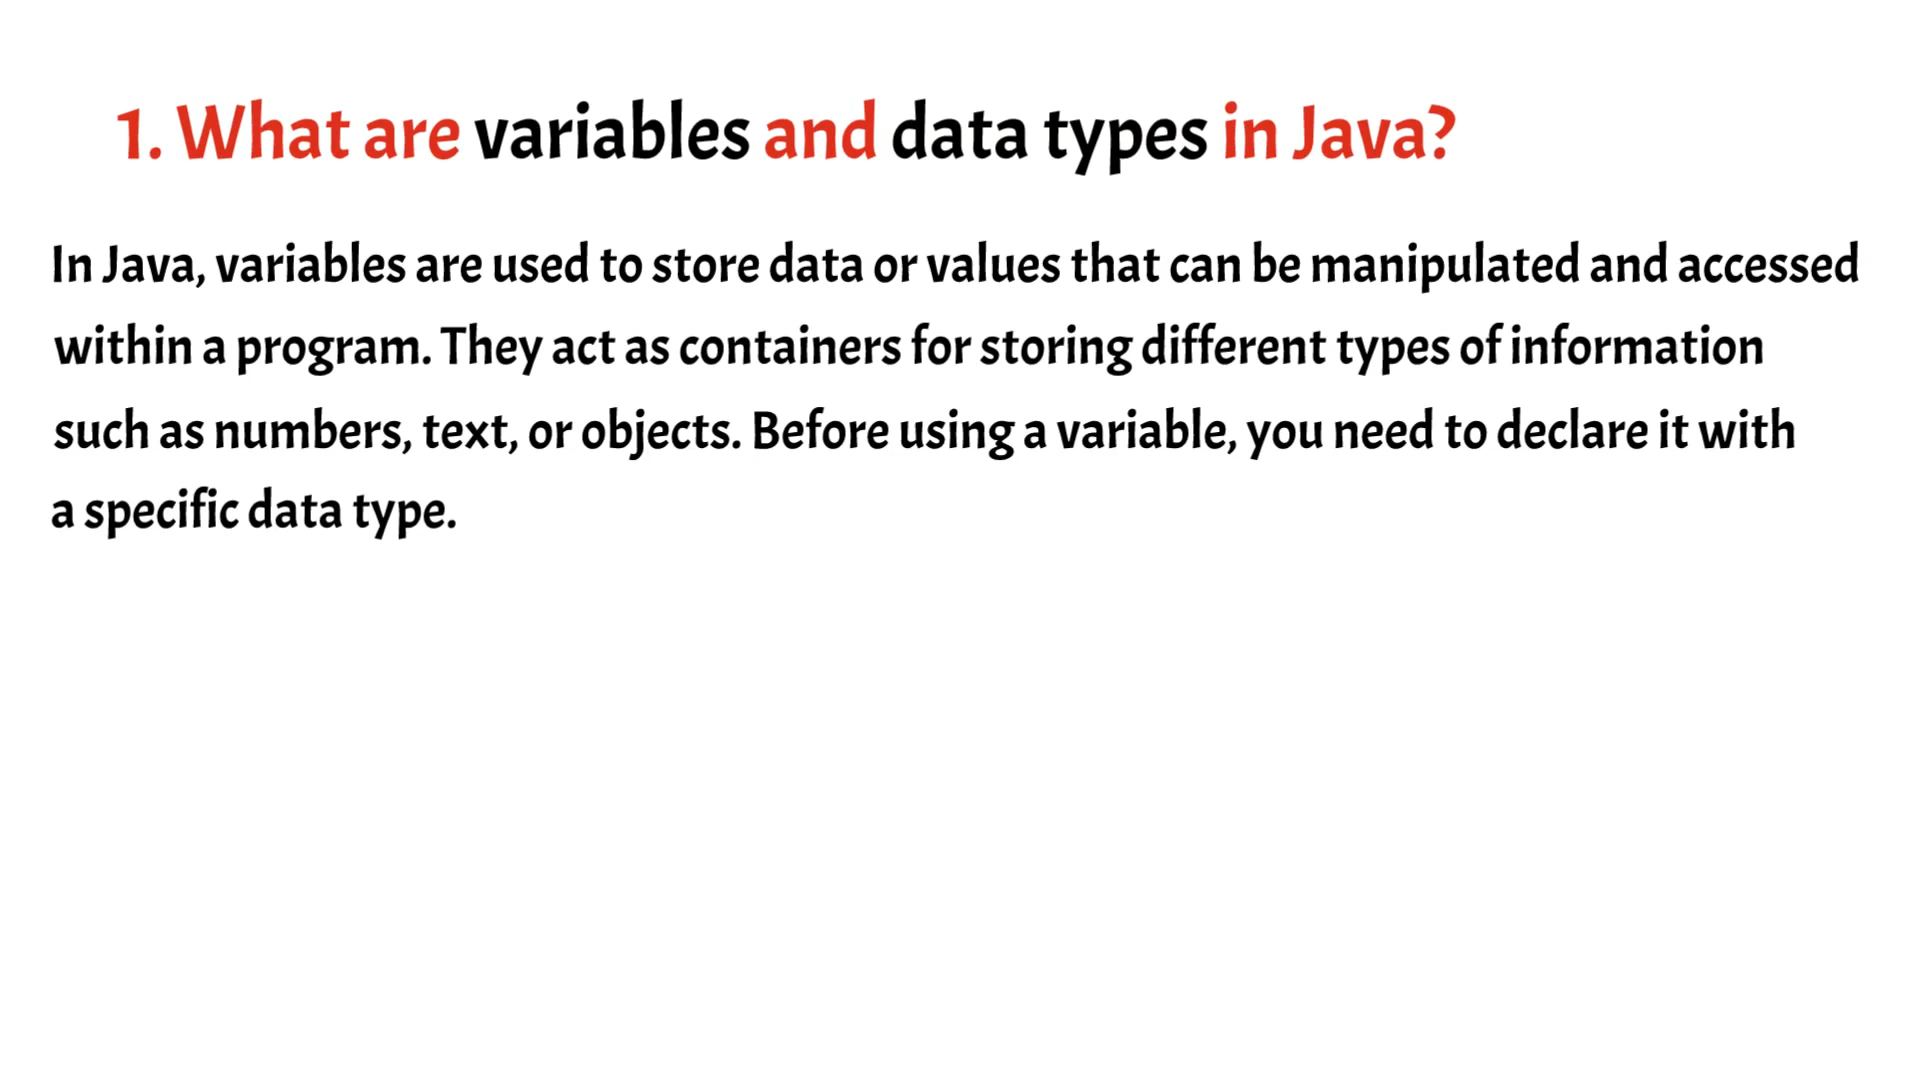 1. What are variables and data types in Java?
In Java, variables are used to store data or values that can be manipulated and accessed
within a program. They act as containers for storing different types of information
such as numbers, text, or objects. Before using a variable, you need to declare it with
a specific data type.